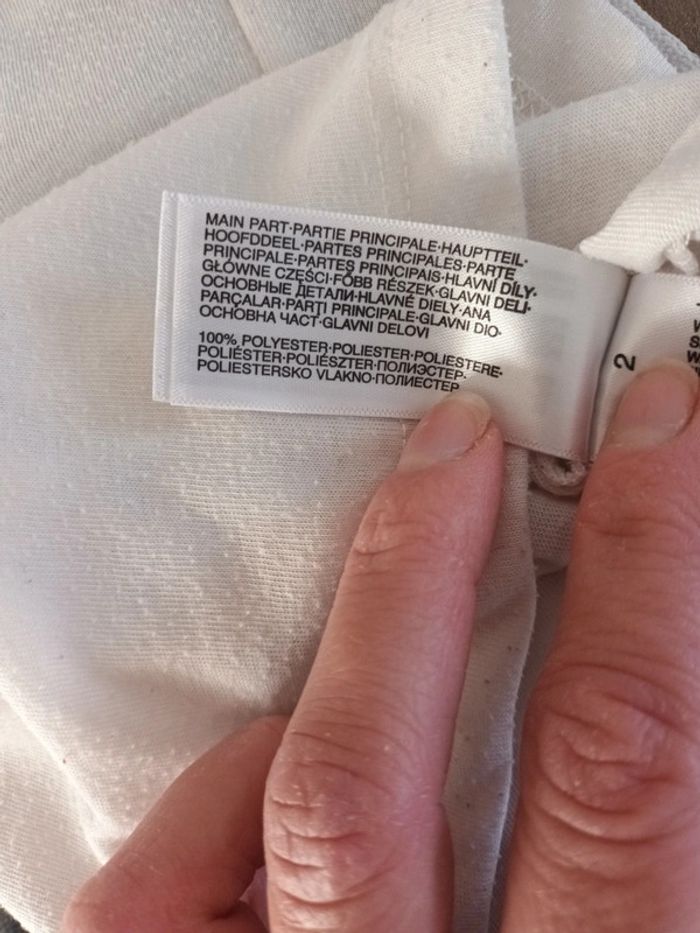 MAIN PART·PARTIE PRINCIPALE·HAUPTTEIL·
HOOFDDEEL·PARTES PRINCIPALES·PARTE
PRINCIPALE·PARTES PRINCIPAIS·HLAVNÍ DÍLY·
GŁÓWNE CZĘŚCI·FŐBB RÉSZEK·GLAVNI DELI·
ОСНОВНЫЕ ДЕТАЛИ·HLAVNÉ DIELY·ANA
PARÇALAR·PARTI PRINCIPALE·GLAVNI DIO·
ОСНОВНА ЧАСТ·GLAVNI DELOVI
100% POLYESTER·POLIESTER·POLIESTERE·
POLIÉSTER·POLIÉSZTER·ПОЛИЭСТЕР·
POLIESTERSKO VLAKNO·ПОЛИЕСТЕР
2